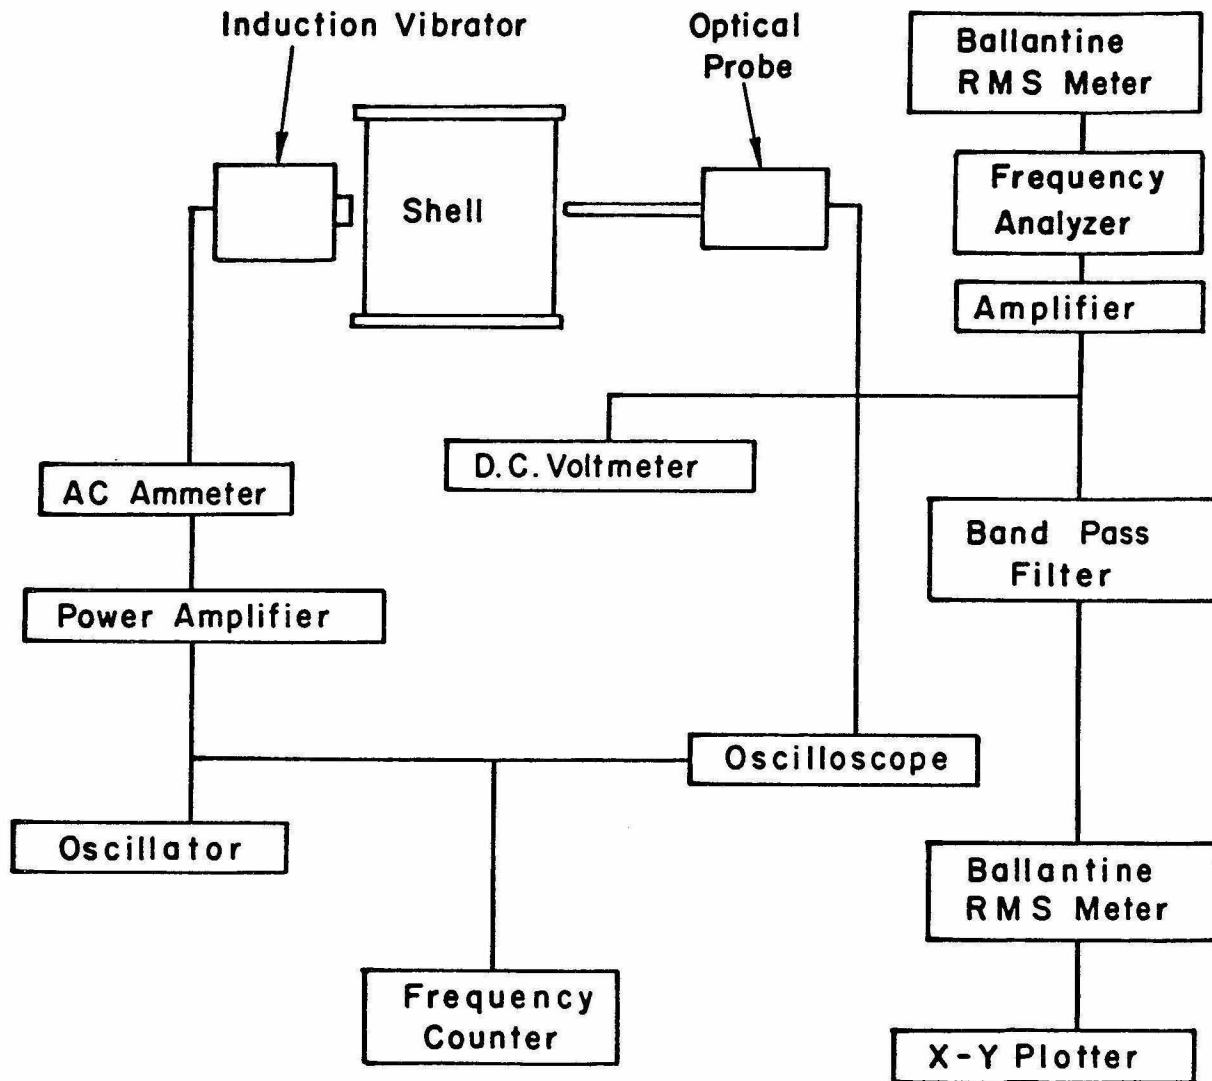 Induction Vibrator
Optical
Probe
Ballantine
RMS Meter
Shell
Frequency
Analyzer
Amplifier
D.C. Voltmeter
AC Ammeter
Band Pass
Filter
Power Amplifier
Oscilloscope
Oscillator
Ballantine
RMS Meter
Frequency
Counter
X-Y Plotter